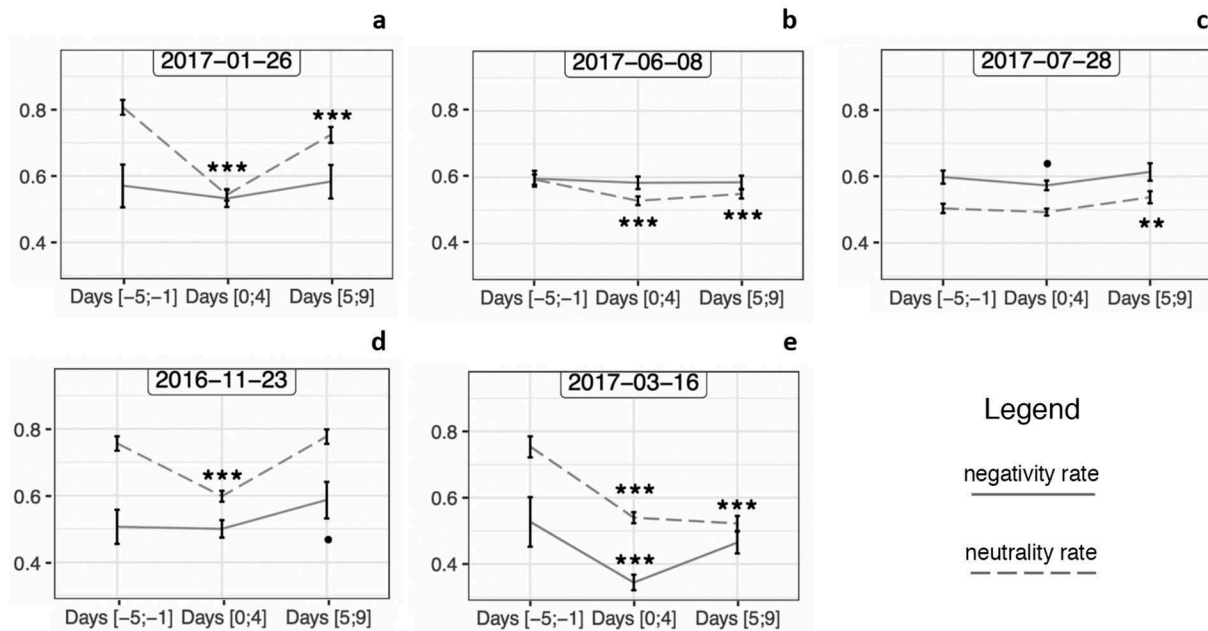 a
2017-01-26
0.8
0.6
0.4
***
***
Days [−5;−1] Days [0;4] Days [5;9]
b
2017-06-08
0.8
0.6
0.4
***
***
Days [−5;−1] Days [0;4] Days [5;9]
c
2017-07-28
0.8
0.6
0.4
**
Days [−5;−1] Days [0;4] Days [5;9]
d
2016-11-23
0.8
0.6
0.4
***
Days [−5;−1] Days [0;4] Days [5;9]
e
2017-03-16
0.8
0.6
0.4
***
***
***
Days [−5;−1] Days [0;4] Days [5;9]
Legend
negativity rate
neutrality rate